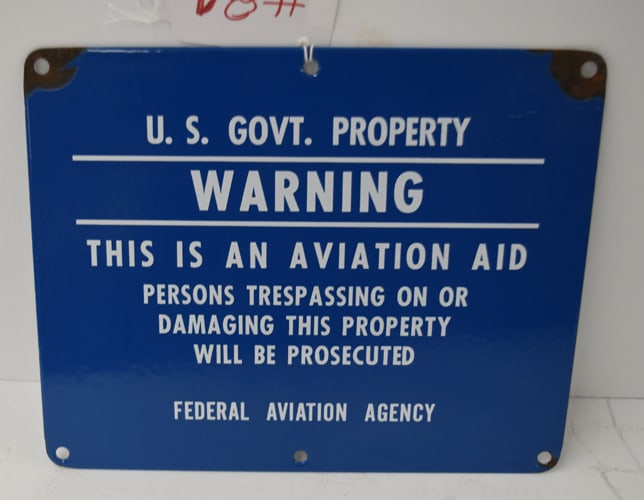 U. S. GOVT. PROPERTY
WARNING
THIS IS AN AVIATION AID
PERSONS TRESPASSING ON OR
DAMAGING THIS PROPERTY
WILL BE PROSECUTED
FEDERAL AVIATION AGENCY